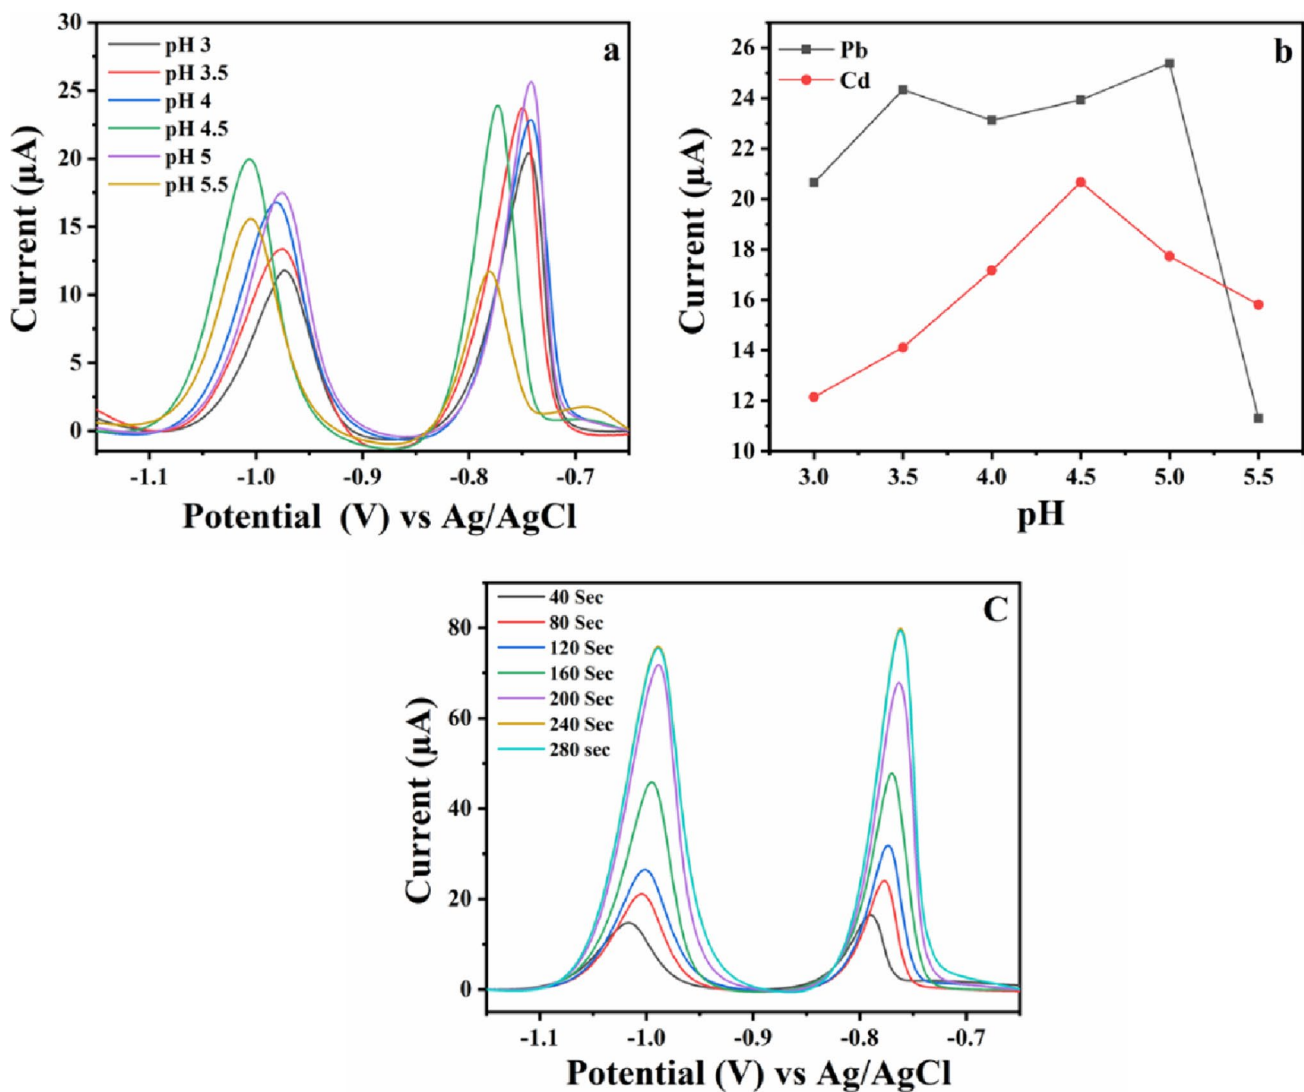 a
pH 3
pH 3.5
pH 4
pH 4.5
pH 5
pH 5.5
30
25
20
15
10
5
0
Current (µA)
-1.1 -1.0 -0.9 -0.8 -0.7
Potential (V) vs Ag/AgCl
b
Pb
Cd
26
24
22
20
18
16
14
12
10
Current (µA)
3.0 3.5 4.0 4.5 5.0 5.5
pH
C
40 Sec
80 Sec
120 Sec
160 Sec
200 Sec
240 Sec
280 sec
80
60
40
20
0
Current (µA)
-1.1 -1.0 -0.9 -0.8 -0.7
Potential (V) vs Ag/AgCl